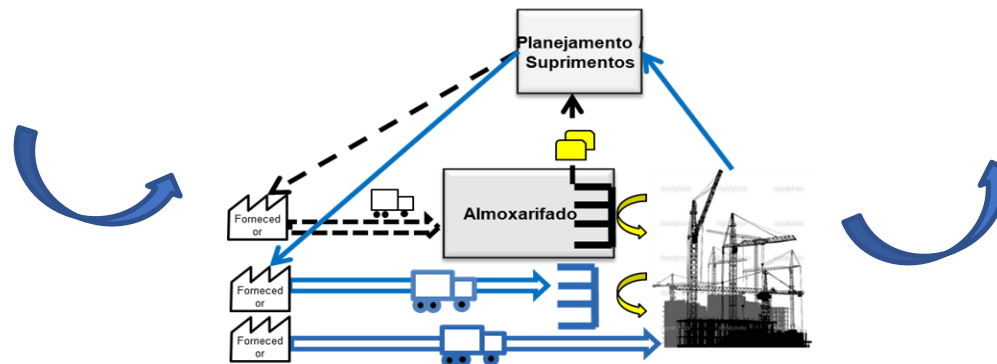 Planejamento /
Suprimentos
Almoxarifado
Forneced
or
Forneced
or
Forneced
or